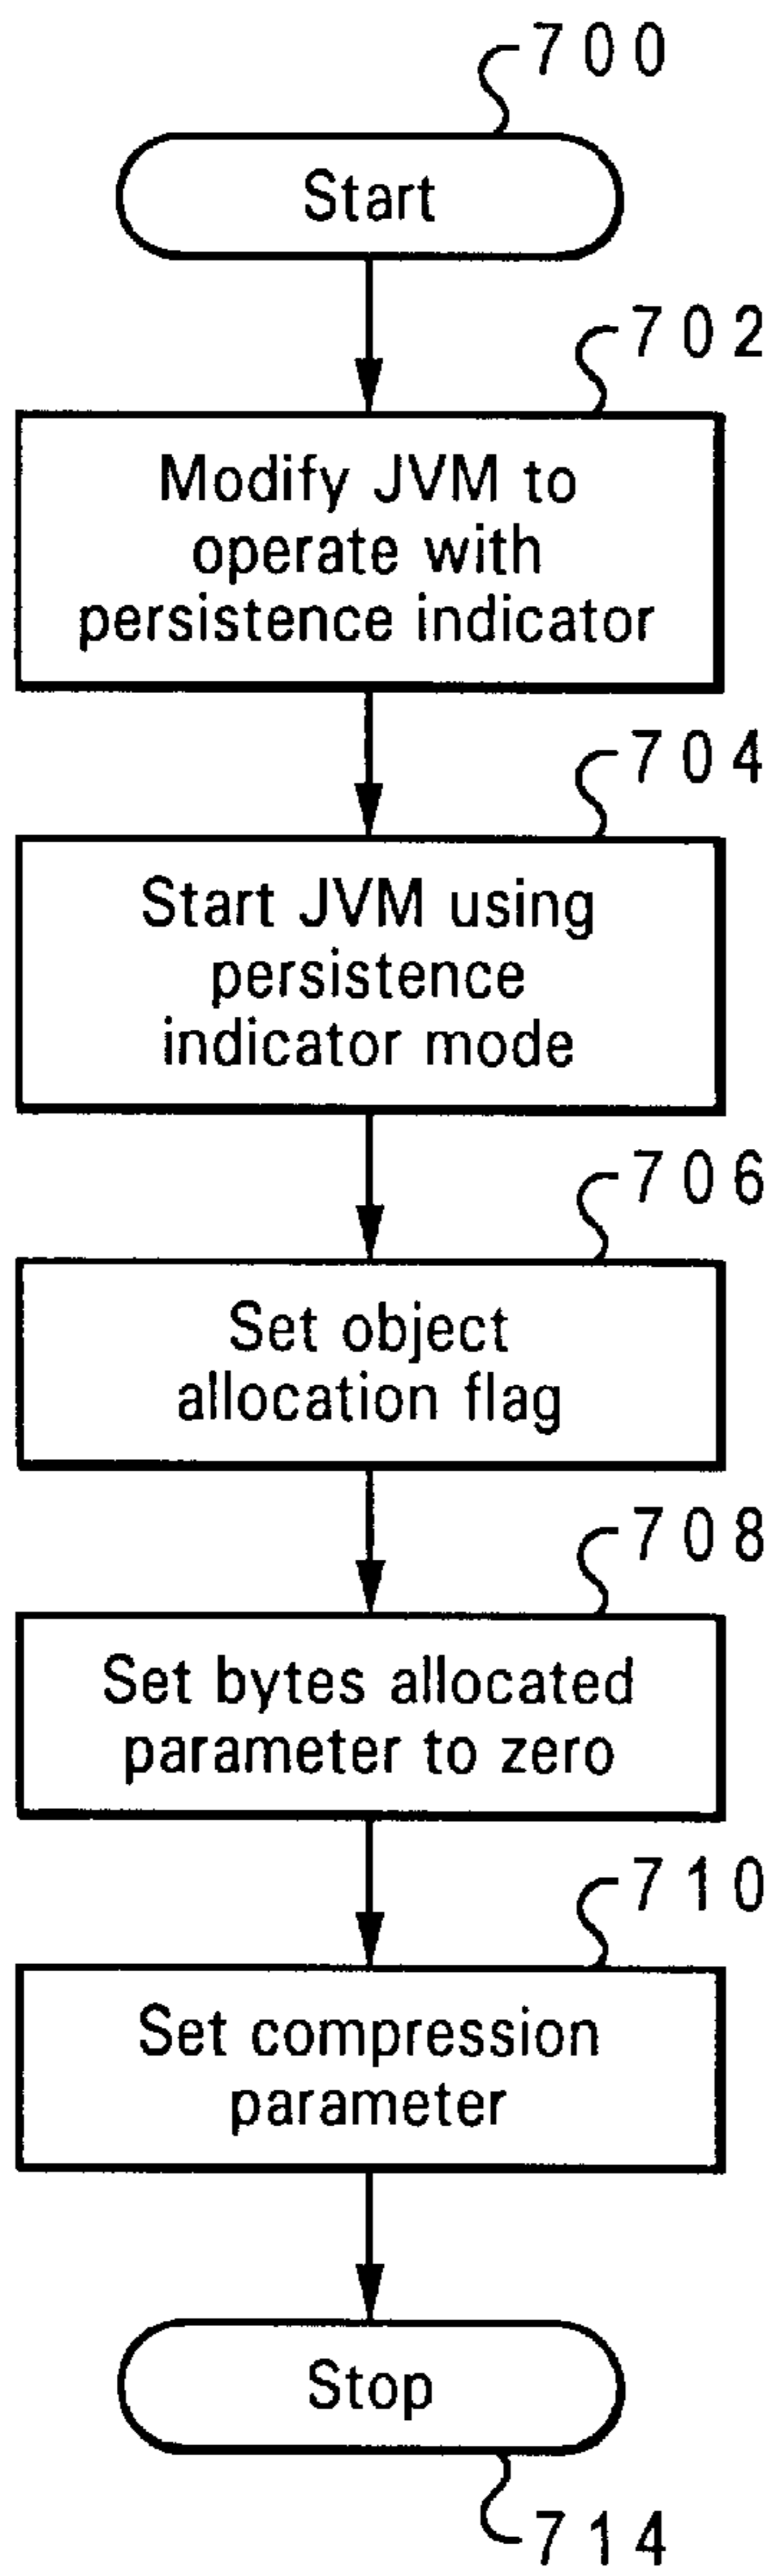 700
Start
702
Modify JVM to
operate with
persistence indicator
704
Start JVM using
persistence
indicator mode
706
Set object
allocation flag
708
Set bytes allocated
parameter to zero
710
Set compression
parameter
Stop
714